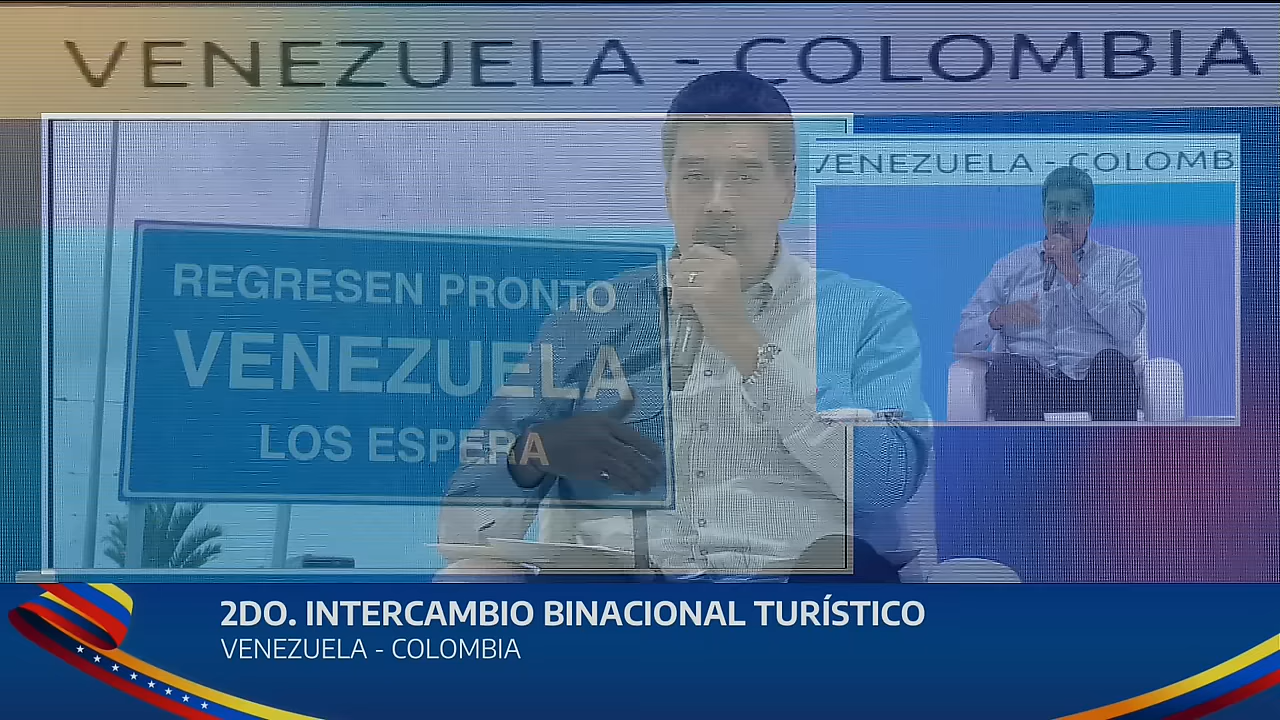 VENEZUELA - COLOMBIA
VENEZUELA - COLOMB
REGRESEN PRONTO
VENEZUELA
LOS ESPERA
2DO. INTERCAMBIO BINACIONAL TURÍSTICO
VENEZUELA - COLOMBIA